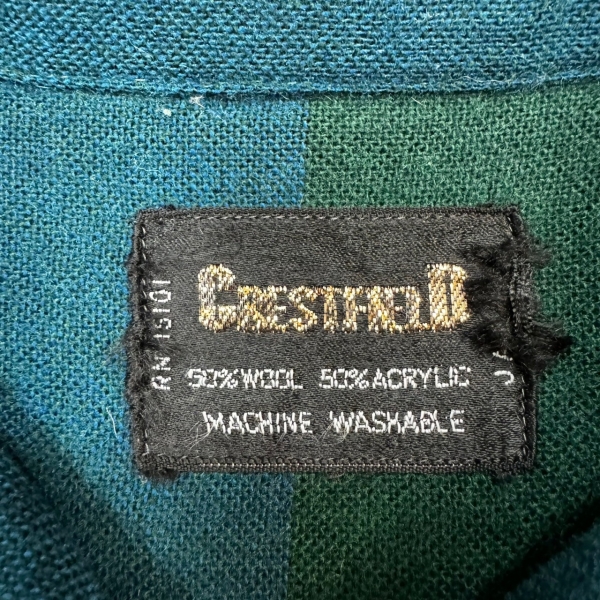 CRESTFIELD
50% WOOL 50% ACRYLIC
MACHINE WASHABLE
RN 15101